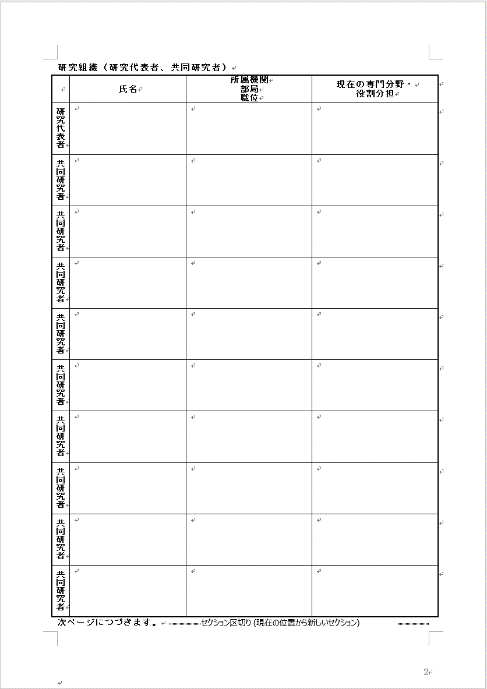 研究組織（研究代表者、共同研究者）
氏名
所属機関
部局
職位
現在の専門分野・
役割分担
研究代表者
共同研究者
共同研究者
共同研究者
共同研究者
共同研究者
共同研究者
共同研究者
共同研究者
共同研究者
次ページにつづきます。
セクション区切り (現在の位置から新しいセクション)
2